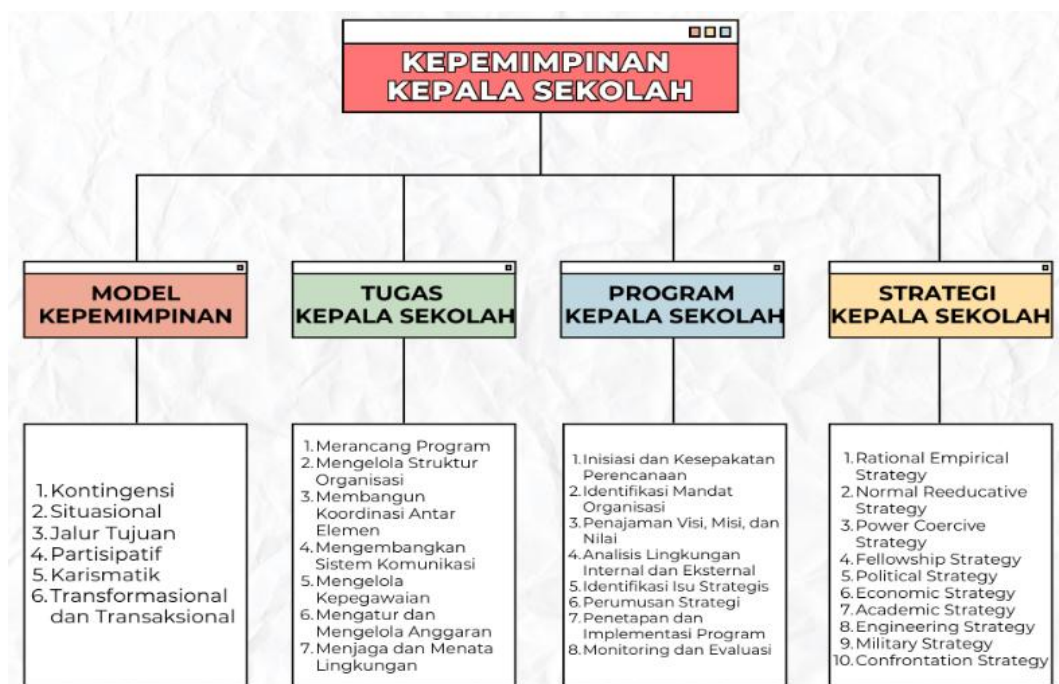 KEPEMIMPINAN
KEPALA SEKOLAH
MODEL
KEPEMIMPINAN
1.Kontingensi
2.Situasional
3.Jalur Tujuan
4.Partisipatif
5.Karismatik
6.Transformasional
dan Transaksional
TUGAS
KEPALA SEKOLAH
1.Merancang Program
2.Mengelola Struktur
Organisasi
3.Membangun
Koordinasi Antar
Elemen
4.Mengembangkan
Sistem Komunikasi
5.Mengelola
Kepegawaian
6.Mengatur dan
Mengelola Anggaran
7.Menjaga dan Menata
Lingkungan
PROGRAM
KEPALA SEKOLAH
1.Inisiasi dan Kesepakatan
Perencanaan
2.Identifikasi Mandat
Organisasi
3.Penajaman Visi, Misi, dan
Nilai
4.Analisis Lingkungan
Internal dan Eksternal
5.Identifikasi Isu Strategis
6.Perumusan Strategi
7.Penetapan dan
Implementasi Program
8.Monitoring dan Evaluasi
STRATEGI
KEPALA SEKOLAH
1.Rational Empirical
Strategy
2.Normal Reeducative
Strategy
3.Power Coercive
Strategy
4.Fellowship Strategy
5.Political Strategy
6.Economic Strategy
7.Academic Strategy
8.Engineering Strategy
9.Military Strategy
10.Confrontation Strategy